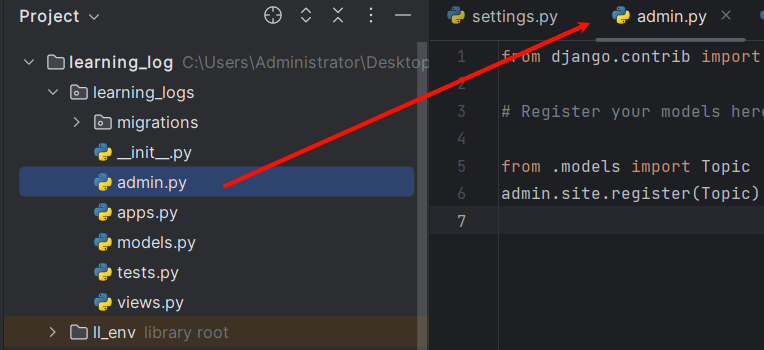 Project
learning_log C:\Users\Administrator\Desktop
learning_logs
migrations
__init__.py
admin.py
apps.py
models.py
tests.py
views.py
ll_env library root
settings.py
admin.py
1 from django.contrib import
2
3 # Register your models here
4
5 from .models import Topic
6 admin.site.register(Topic)
7